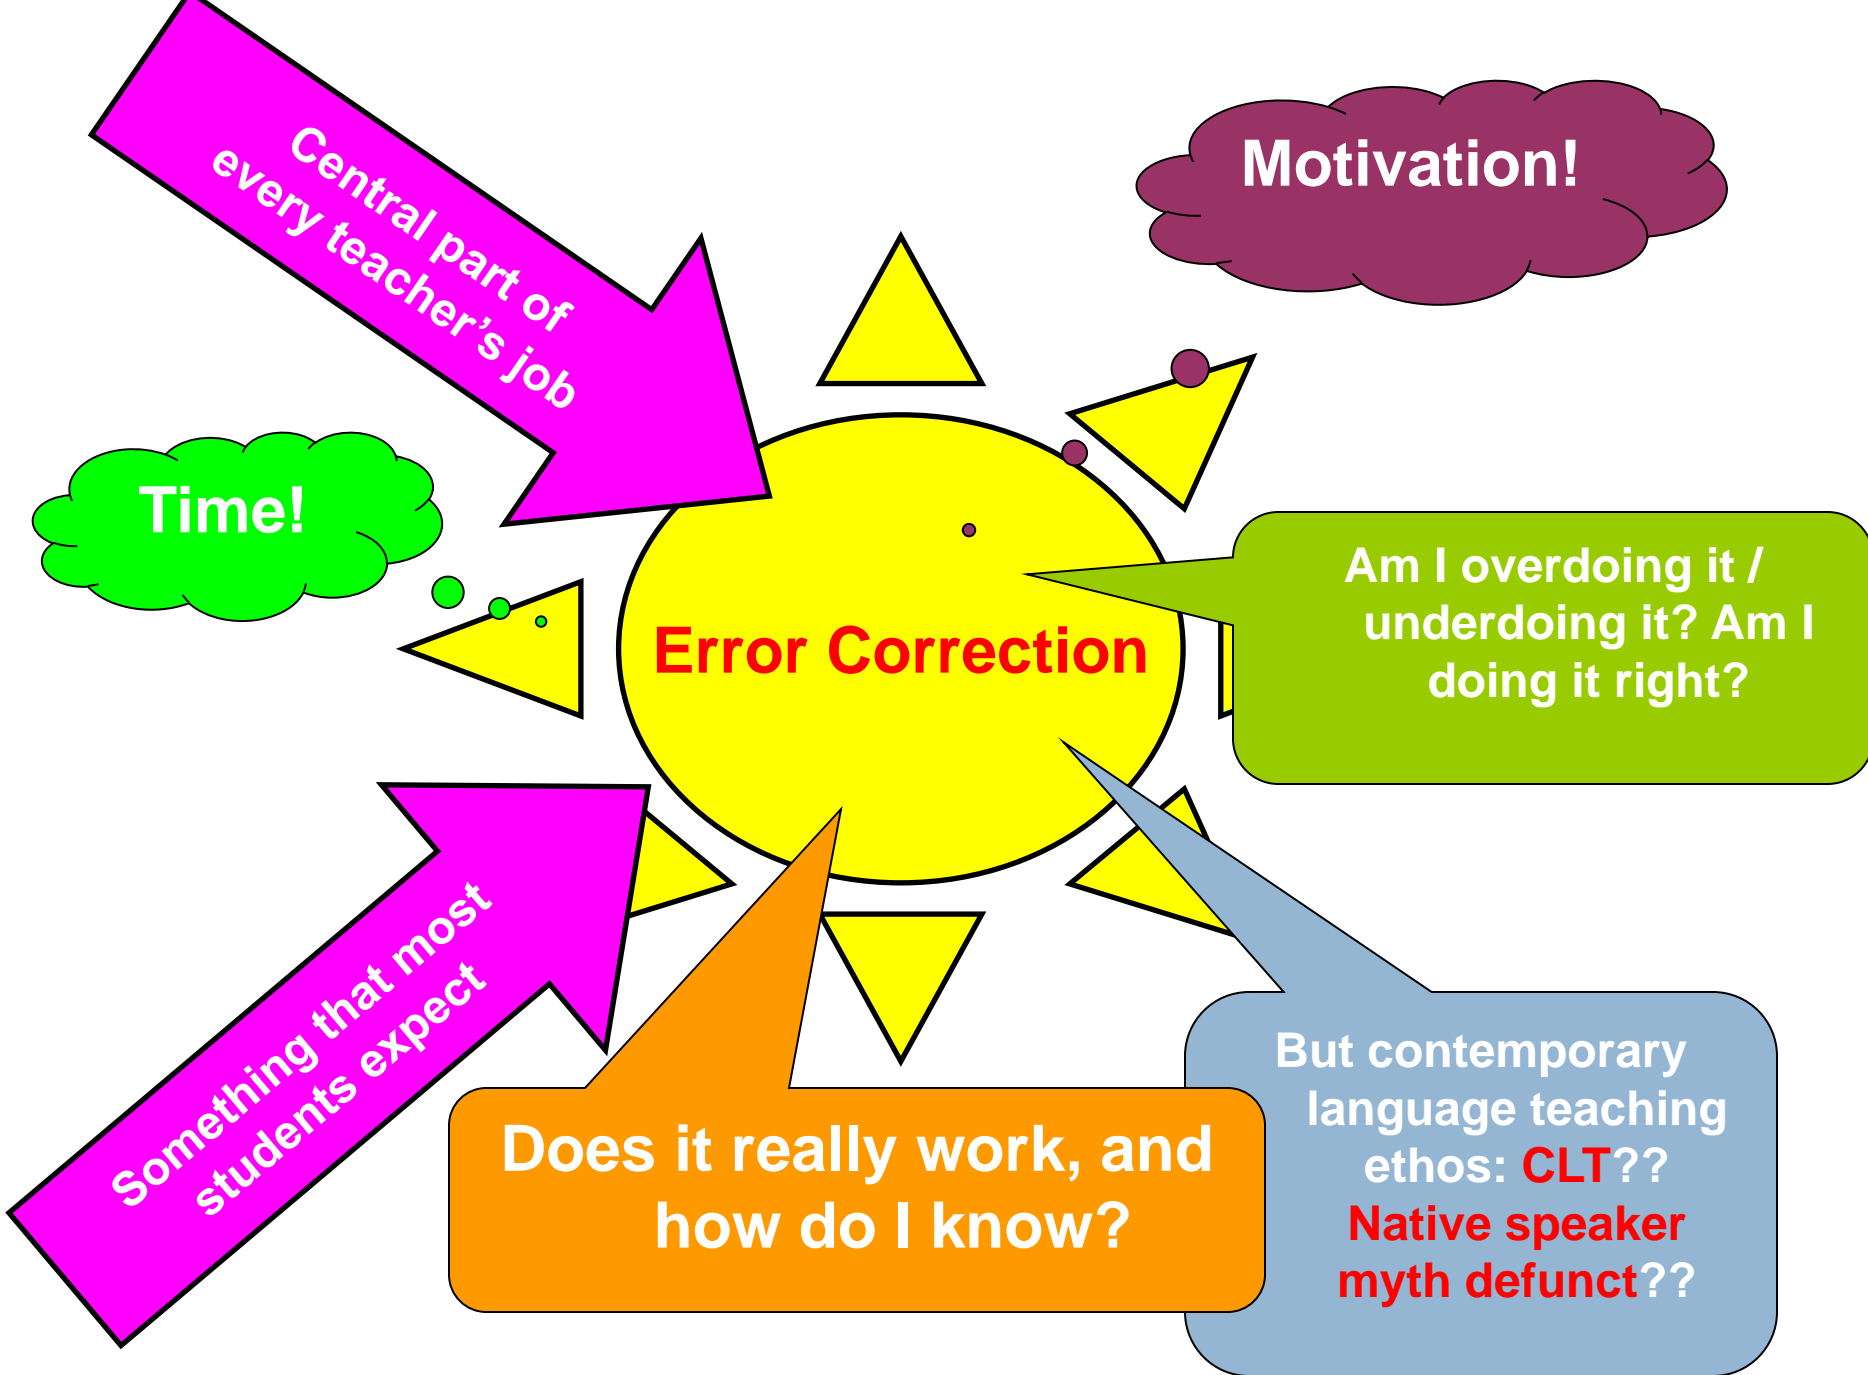 Central part of
every teacher’s job
Motivation!
Time!
Error Correction
Am I overdoing it /
underdoing it? Am I
doing it right?
Something that most
students expect
Does it really work, and
how do I know?
But contemporary
language teaching
ethos: CLT??
Native speaker
myth defunct??